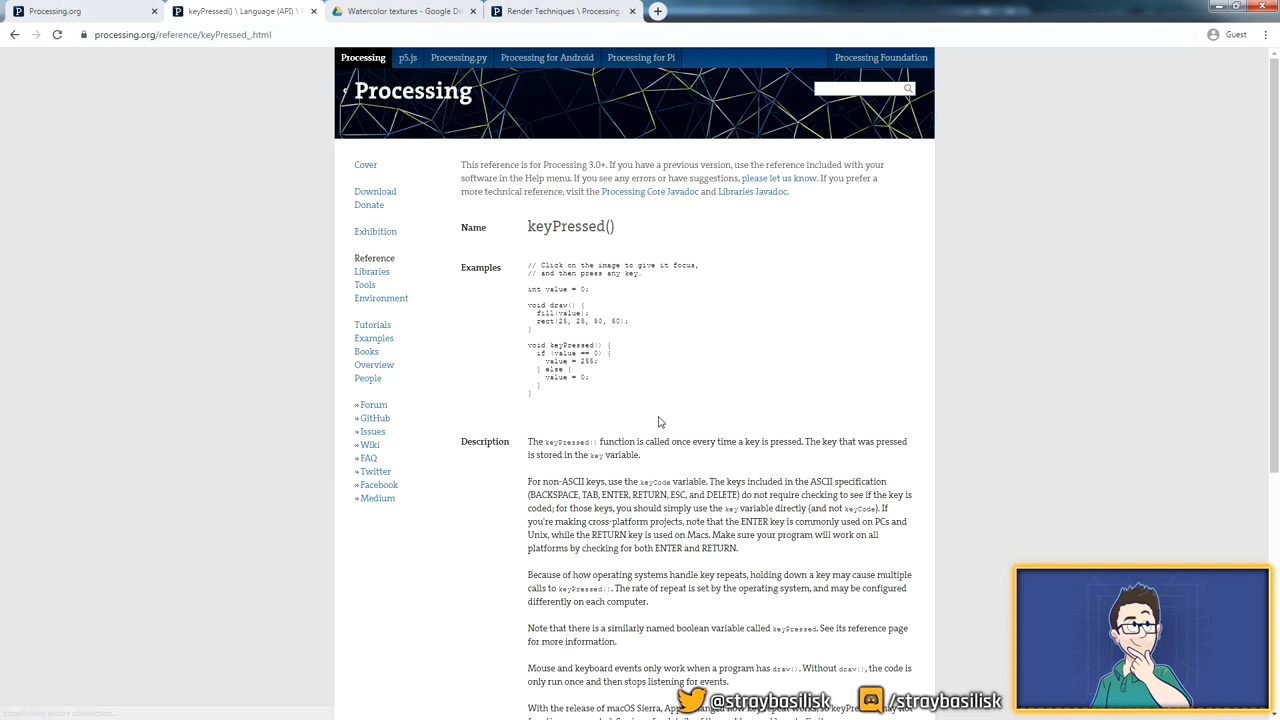 Processing.org
keyPressed() \ Language (API) \
Watercolor textures - Google Dri
Render Techniques \ Processing.
processing.org/reference/keyPressed_.html
Guest
Processing
p5.js
Processing.py
Processing for Android
Processing for Pi
Processing Foundation
Processing
Cover
Download
Donate
Exhibition
Reference
Libraries
Tools
Environment
Tutorials
Examples
Books
Overview
People
» Forum
» GitHub
» Issues
» Wiki
» FAQ
» Twitter
» Facebook
» Medium
This reference is for Processing 3.0+. If you have a previous version, use the reference included with your
software in the Help menu. If you see any errors or have suggestions, please let us know. If you prefer a
more technical reference, visit the Processing Core Javadoc and Libraries Javadoc.
Name
keyPressed()
Examples
// Click on the image to give it focus,
// and then press any key.
int value = 0;
void draw() {
fill(value);
rect(25, 25, 50, 50);
}
void keyPressed() {
if (value == 0) {
value = 255;
} else {
value = 0;
}
}
Description
The keyPressed() function is called once every time a key is pressed. The key that was pressed
is stored in the key variable.
For non-ASCII keys, use the keyCode variable. The keys included in the ASCII specification
(BACKSPACE, TAB, ENTER, RETURN, ESC, and DELETE) do not require checking to see if the key is
coded; for those keys, you should simply use the key variable directly (and not keyCode). If
you're making cross-platform projects, note that the ENTER key is commonly used on PCs and
Unix, while the RETURN key is used on Macs. Make sure your program will work on all
platforms by checking for both ENTER and RETURN.
Because of how operating systems handle key repeats, holding down a key may cause multiple
calls to keyPressed(). The rate of repeat is set by the operating system, and may be configured
differently on each computer.
Note that there is a similarly named boolean variable called keyPressed. See its reference page
for more information.
Mouse and keyboard events only work when a program has draw(). Without draw(), the code is
only run once and then stops listening for events.
With the release of macOS Sierra, App
@straybasilisk
/straybasilisk
Establishing secure connection...